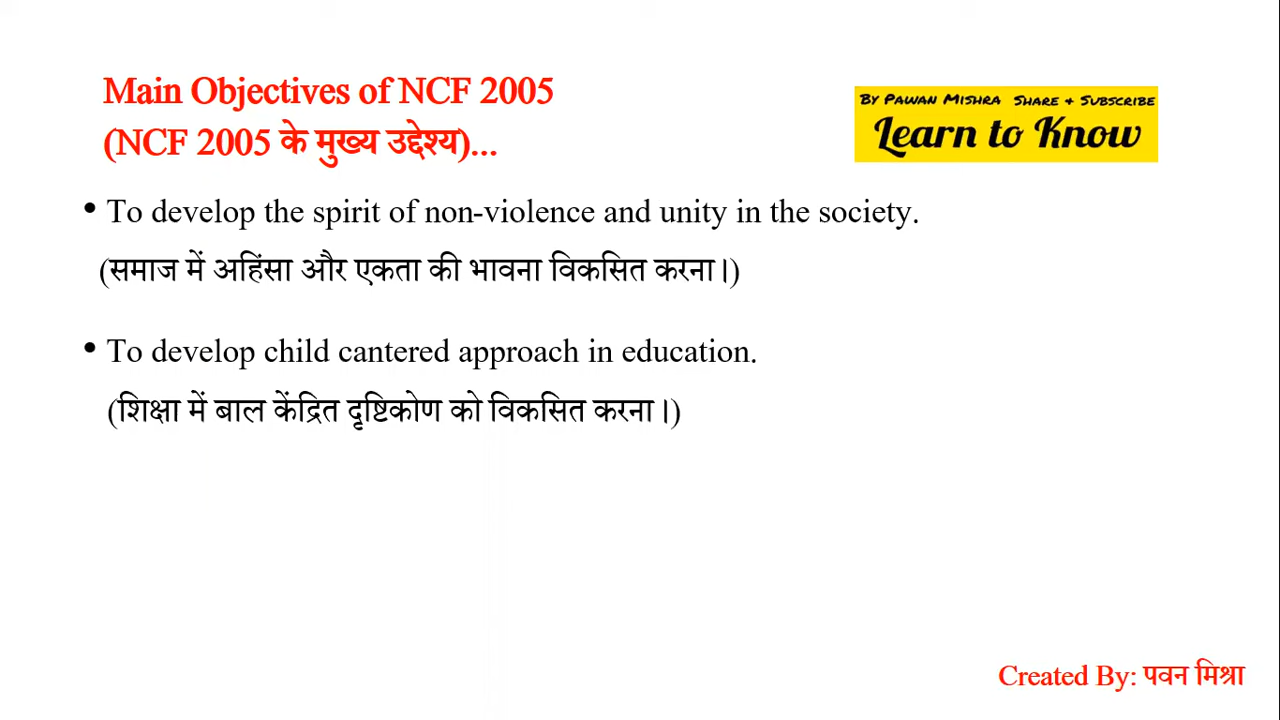 Main Objectives of NCF 2005
(NCF 2005 के मुख्य उद्देश्य)...
By Pawan Mishra Share & Subscribe
Learn to Know
• To develop the spirit of non-violence and unity in the society.
(समाज में अहिंसा और एकता की भावना विकसित करना।)
• To develop child cantered approach in education.
(शिक्षा में बाल केंद्रित दृष्टिकोण को विकसित करना।)
Created By: पवन मिश्रा